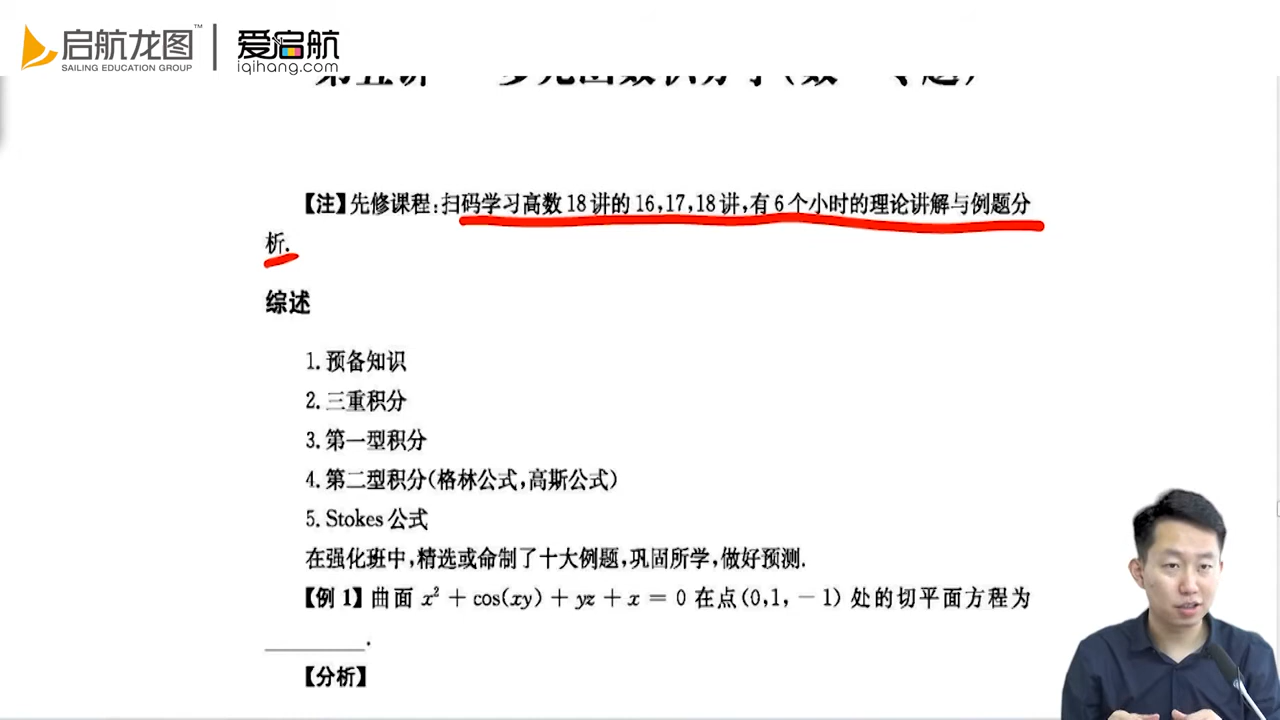 启航龙图™
SAILING EDUCATION GROUP
爱启航
iqihang.com
【注】先修课程:扫码学习高数18讲的16,17,18讲,有6个小时的理论讲解与例题分
析.
综述
1. 预备知识
2. 三重积分
3. 第一型积分
4. 第二型积分(格林公式,高斯公式)
5. Stokes 公式
在强化班中,精选或命制了十大例题,巩固所学,做好预测.
【例 1】曲面 x² + cos(xy) + yz + x = 0 在点(0,1, − 1) 处的切平面方程为
________.
【分析】